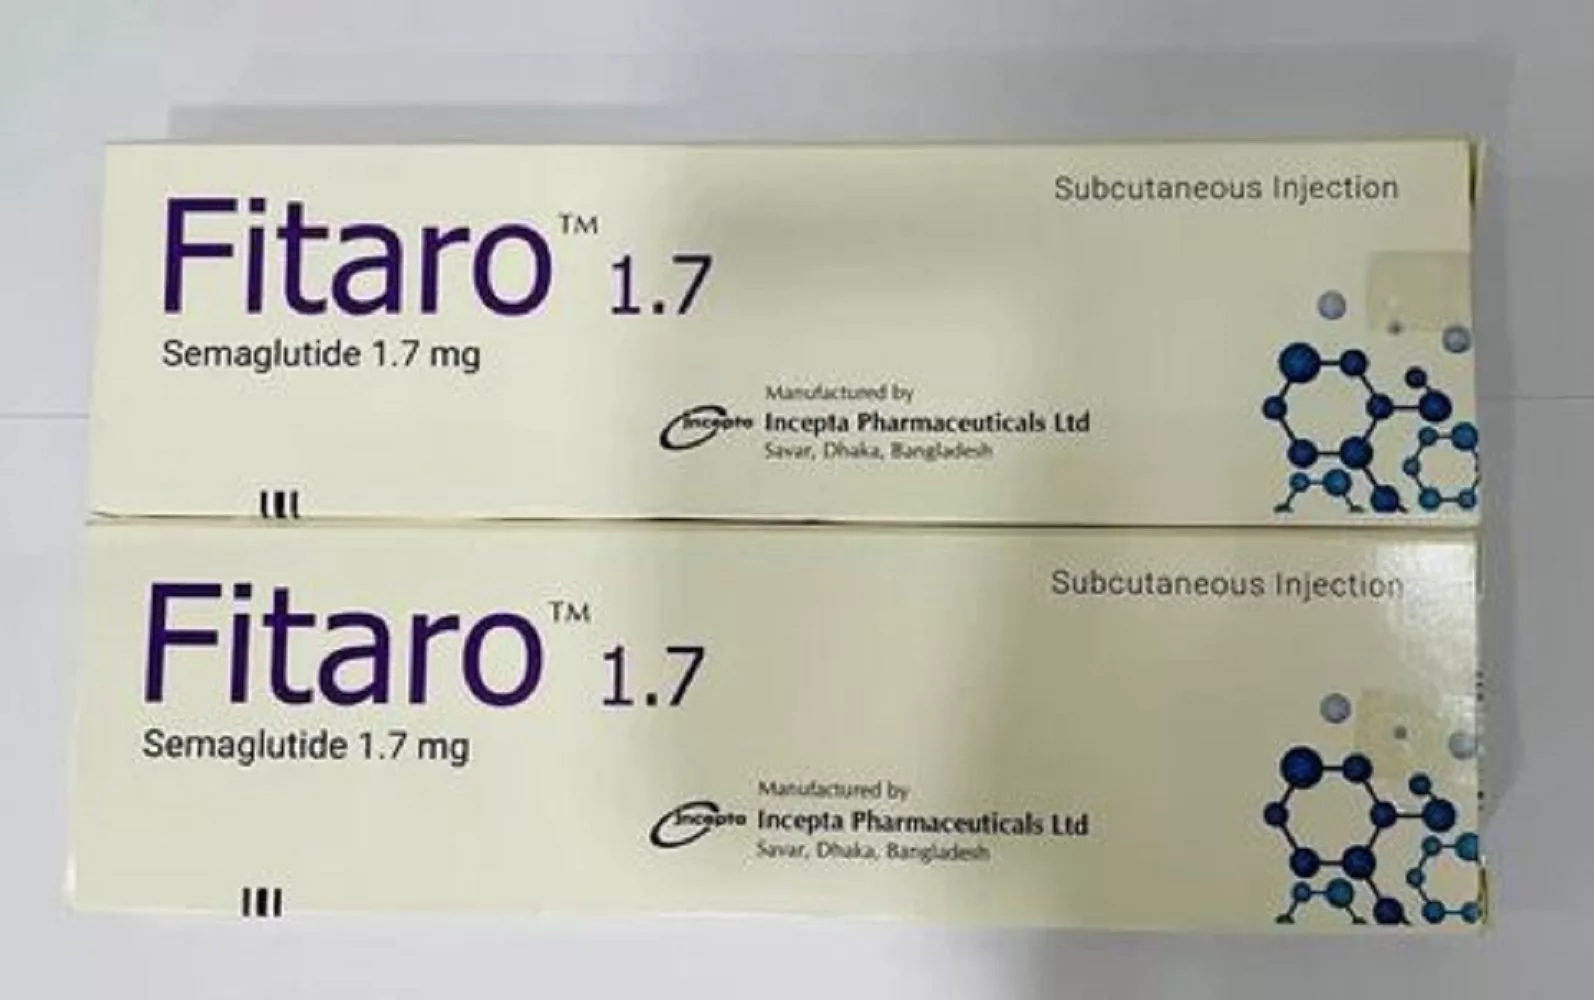 Subcutaneous Injection
Fitaro™ 1.7
Semaglutide 1.7 mg
Manufactured by
Incepta Incepta Pharmaceuticals Ltd
Savar, Dhaka, Bangladesh
Subcutaneous Injection
Fitaro™ 1.7
Semaglutide 1.7 mg
Manufactured by
Incepta Incepta Pharmaceuticals Ltd
Savar, Dhaka, Bangladesh